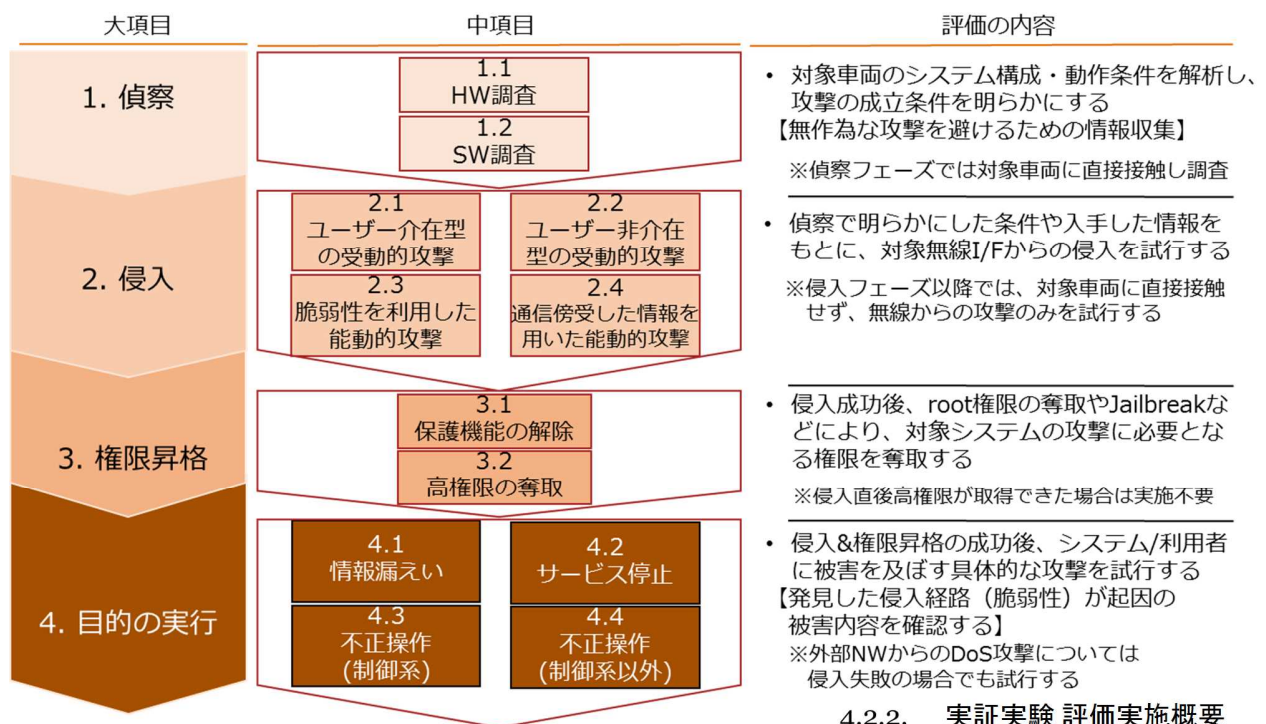 大項目
中項目
評価の内容
1. 偵察
1.1
HW調査
1.2
SW調査
• 対象車両のシステム構成・動作条件を解析し、
攻撃の成立条件を明らかにする
【無作為な攻撃を避けるための情報収集】
※偵察フェーズでは対象車両に直接接触し調査
2. 侵入
2.1
ユーザー介在型
の受動的攻撃
2.2
ユーザー非介在
型の受動的攻撃
2.3
脆弱性を利用した
能動的攻撃
2.4
通信傍受した情報を
用いた能動的攻撃
• 偵察で明らかにした条件や入手した情報を
もとに、対象無線I/Fからの侵入を試行する
※侵入フェーズ以降では、対象車両に直接接触
せず、無線からの攻撃のみを試行する
3. 権限昇格
3.1
保護機能の解除
3.2
高権限の奪取
• 侵入成功後、root権限の奪取やJailbreakな
どにより、対象システムの攻撃に必要とな
る権限を奪取する
※侵入直後高権限が取得できた場合は実施不要
4. 目的の実行
4.1
情報漏えい
4.2
サービス停止
4.3
不正操作
(制御系)
4.4
不正操作
(制御系以外)
• 侵入&権限昇格の成功後、システム/利用者
に被害を及ぼす具体的な攻撃を試行する
【発見した侵入経路（脆弱性）が起因の
被害内容を確認する】
※外部NWからのDoS攻撃については
侵入失敗の場合でも試行する
4.2.2. 実証実験 評価実施概要